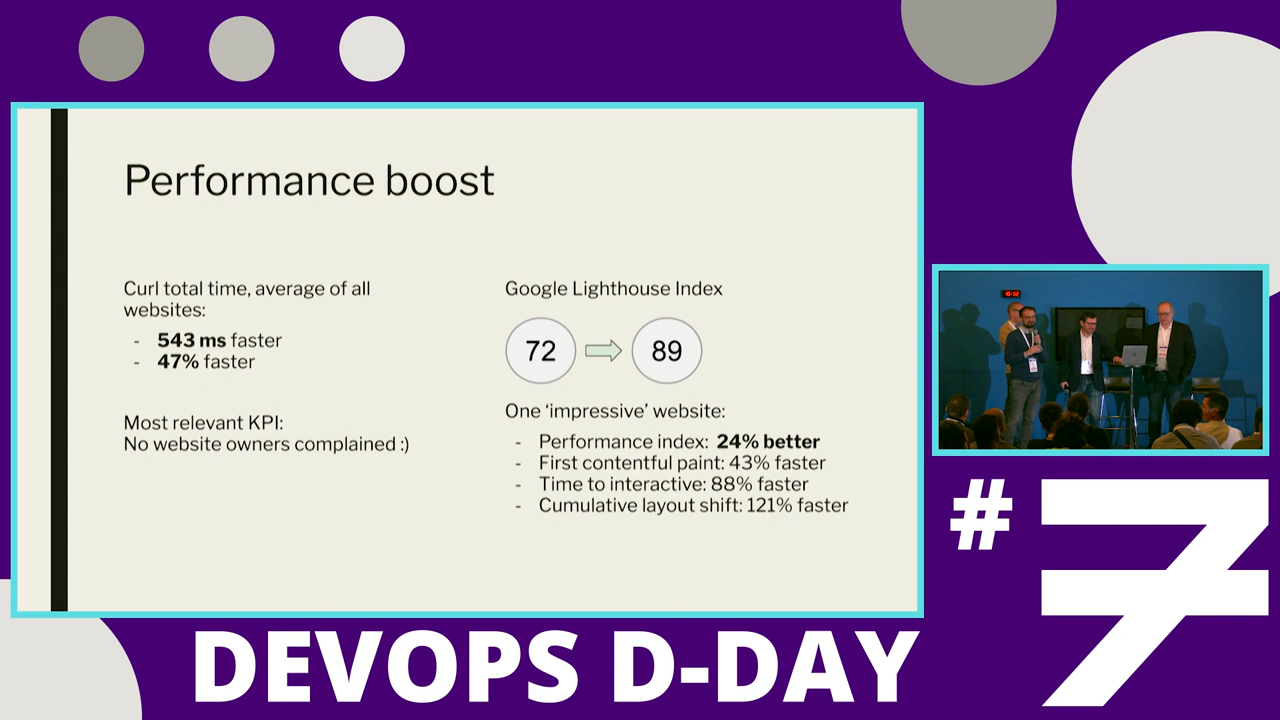 Performance boost
Curl total time, average of all
websites:
- 543 ms faster
- 47% faster
Most relevant KPI:
No website owners complained :)
Google Lighthouse Index
72
89
One ‘impressive’ website:
- Performance index: 24% better
- First contentful paint: 43% faster
- Time to interactive: 88% faster
- Cumulative layout shift: 121% faster
10:52
#7
DEVOPS D-DAY